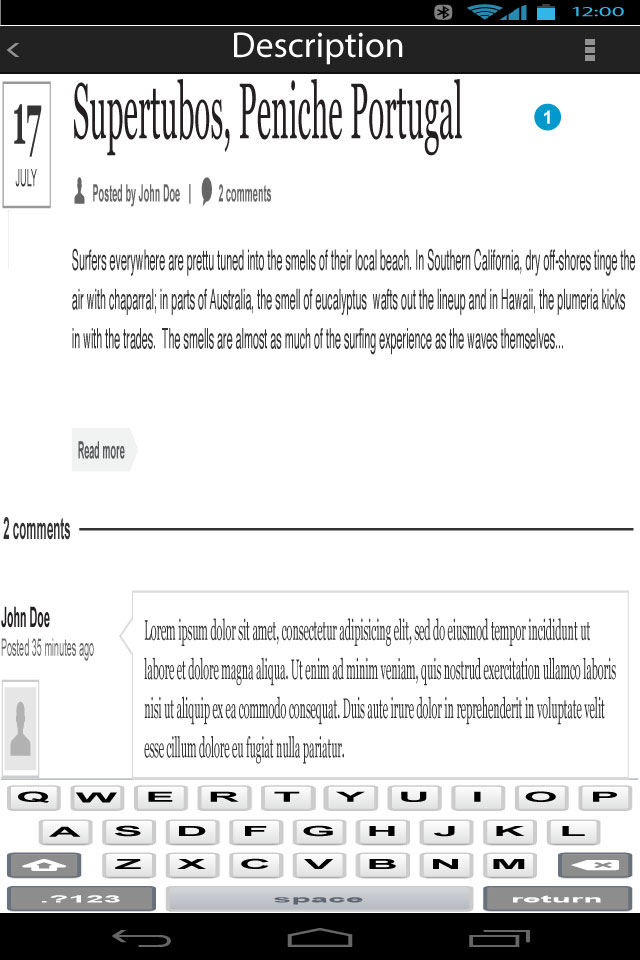 12:00
Description
17
JULY
Supertubos, Peniche Portugal
1
Posted by John Doe | 2 comments
Surfers everywhere are prettu tuned into the smells of their local beach. In Southern California, dry off-shores tinge the
air with chaparral; in parts of Australia, the smell of eucalyptus wafts out the lineup and in Hawaii, the plumeria kicks
in with the trades. The smells are almost as much of the surfing experience as the waves themselves...
Read more
2 comments
John Doe
Posted 35 minutes ago
Lorem ipsum dolor sit amet, consectetur adipisicing elit, sed do eiusmod tempor incididunt ut
labore et dolore magna aliqua. Ut enim ad minim veniam, quis nostrud exercitation ullamco laboris
nisi ut aliquip ex ea commodo consequat. Duis aute irure dolor in reprehenderit in voluptate velit
esse cillum dolore eu fugiat nulla pariatur.
Q W E R T Y U I O P
A S D F G H J K L
Z X C V B N M
.?123 space return